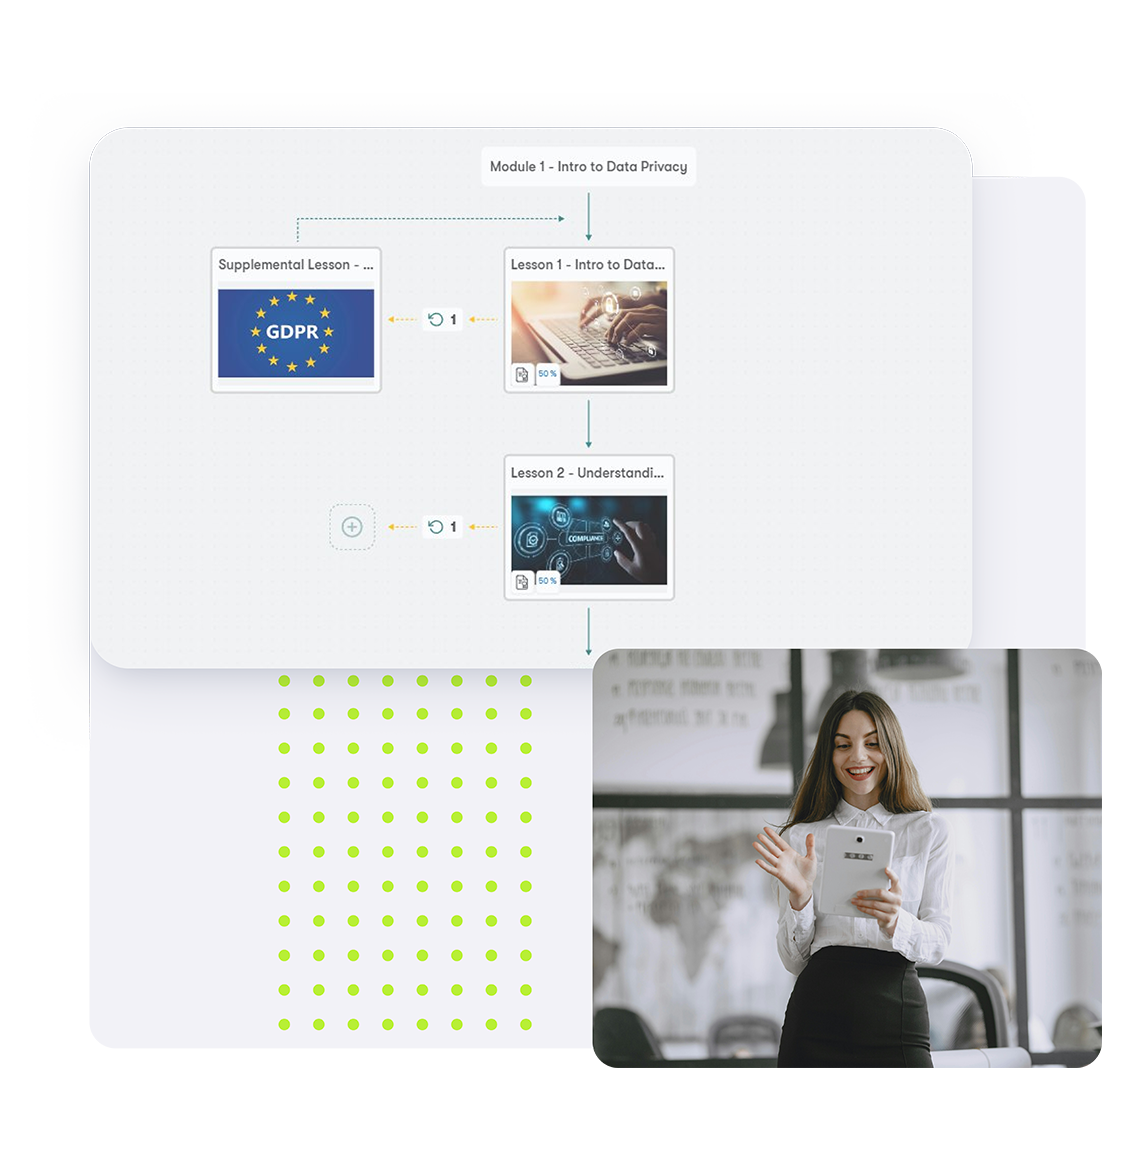 Module 1 - Intro to Data Privacy
Supplemental Lesson - ...
Lesson 1 - Intro to Data...
GDPR
1
50 %
Lesson 2 - Understandi...
1
COMPLIANCE
50 %